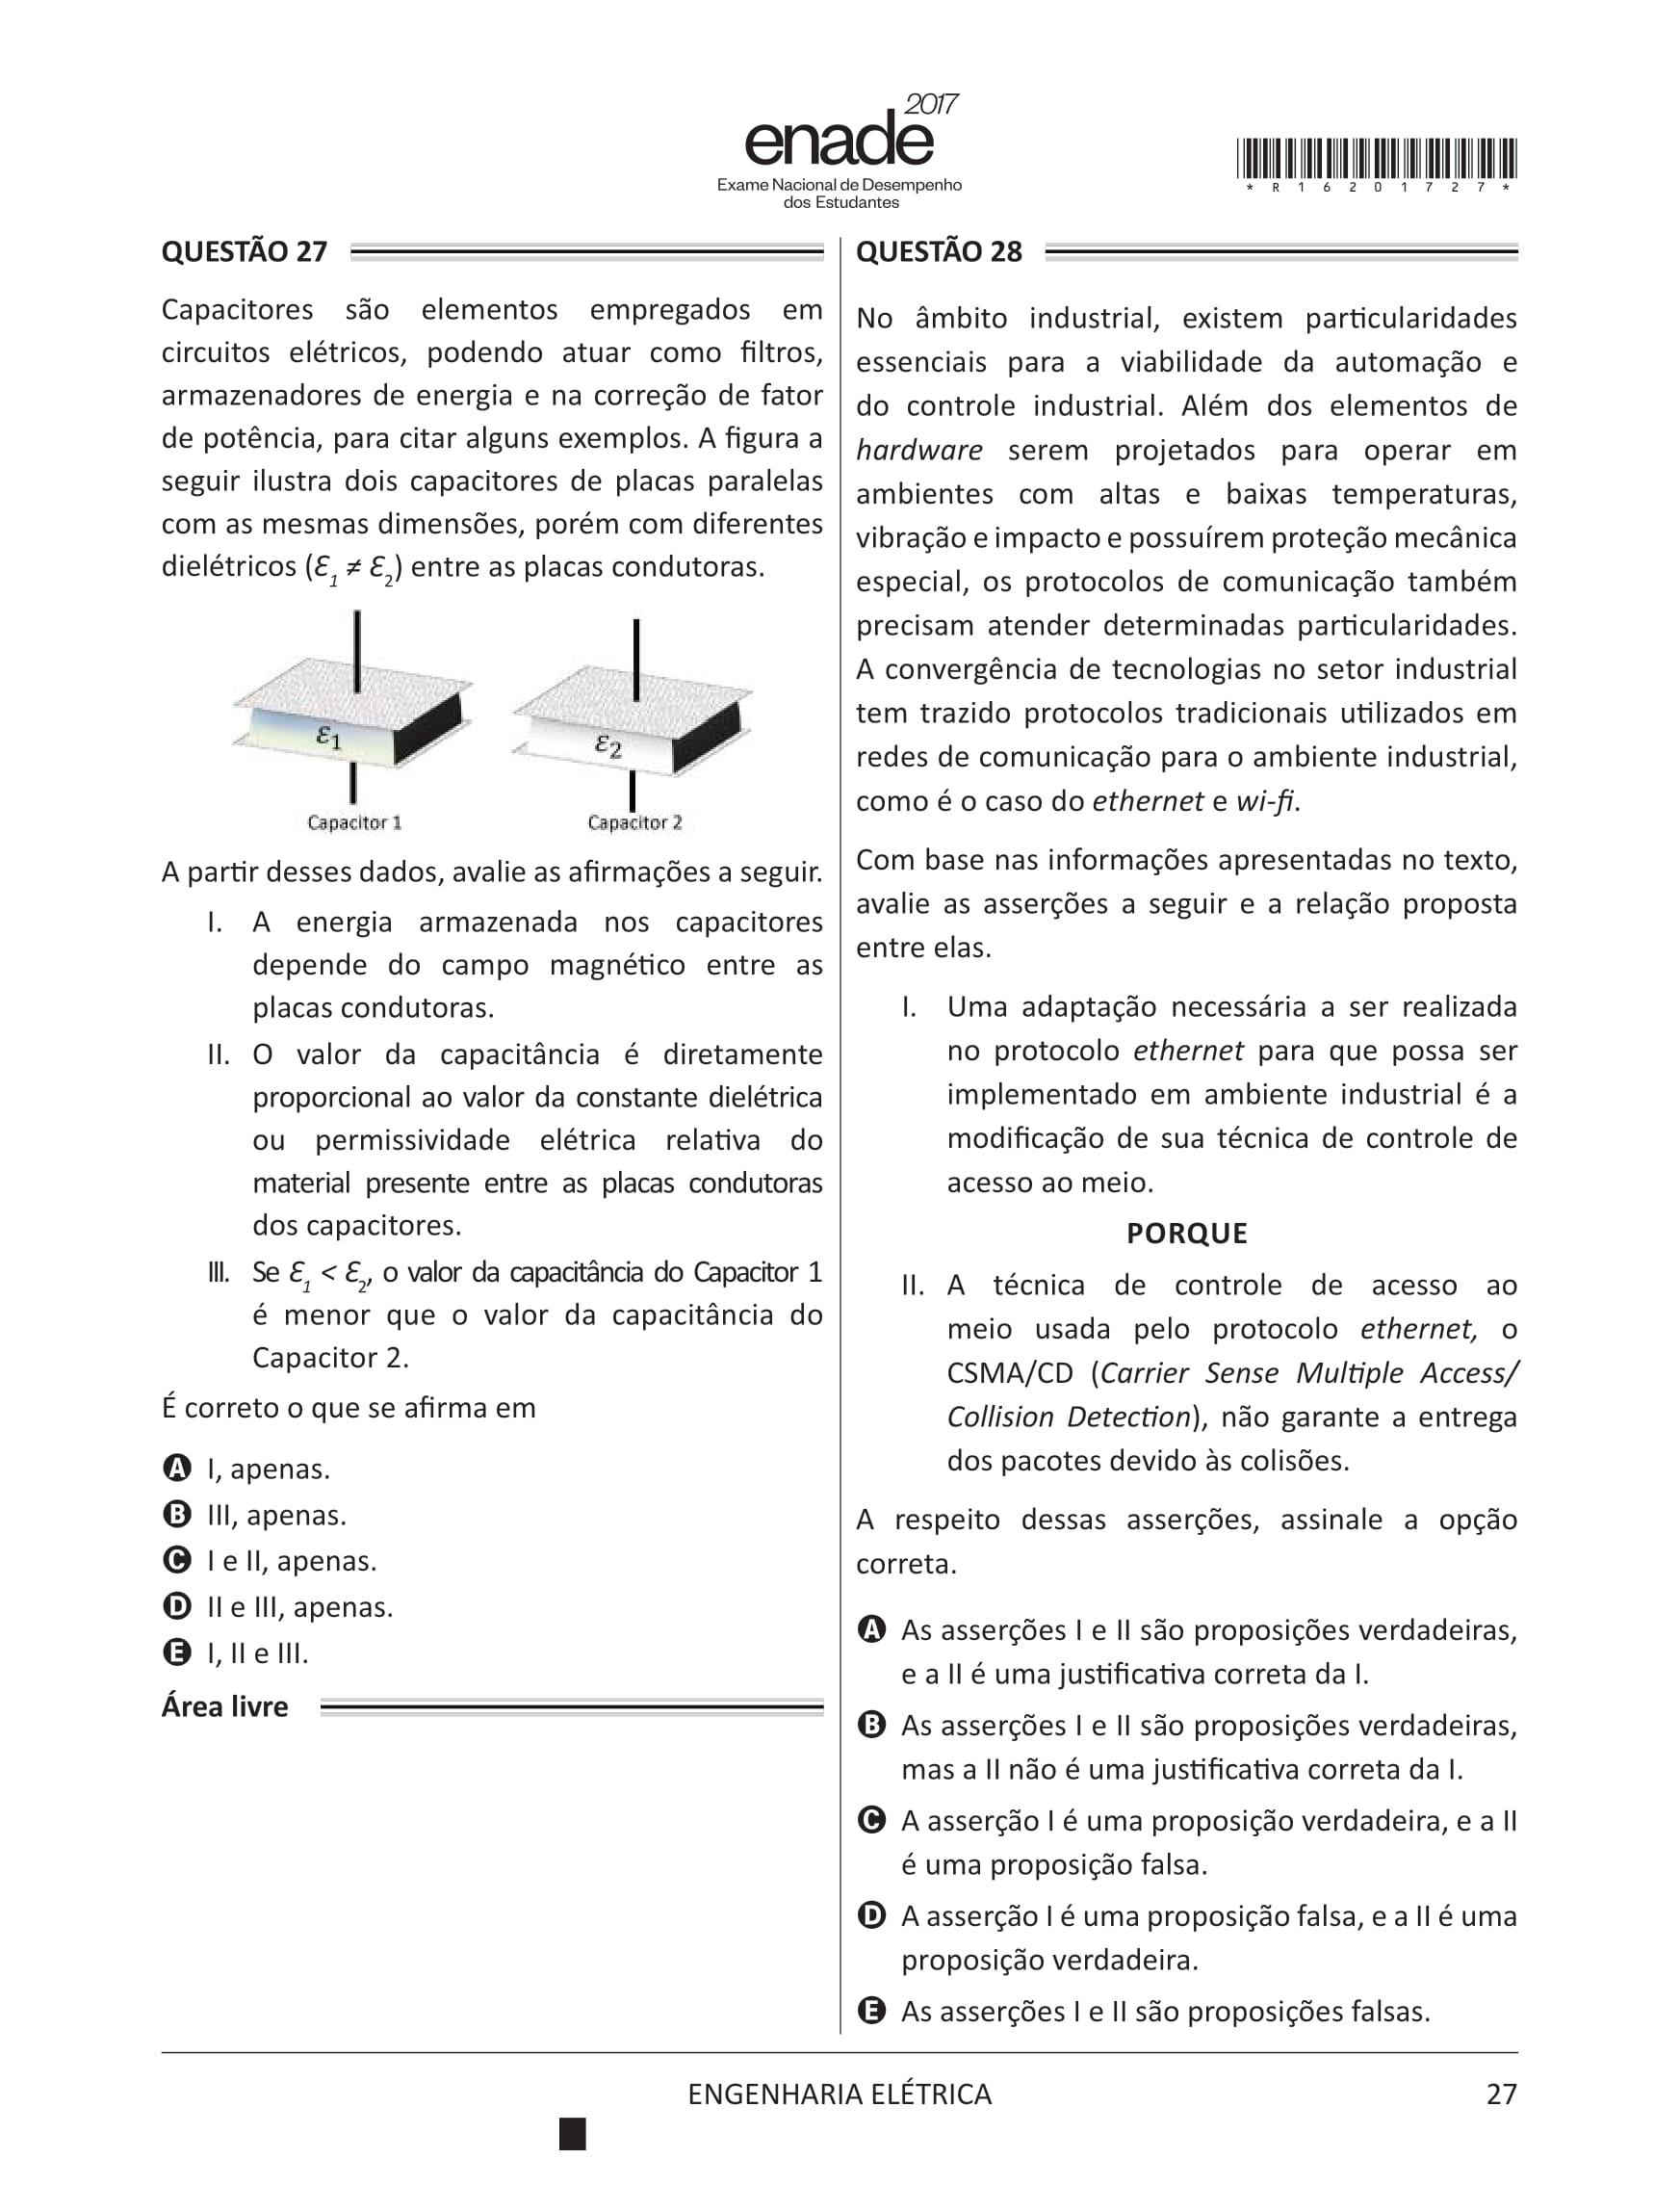 2017
enade
Exame Nacional de Desempenho
dos Estudantes
* R 1 6 2 0 1 7 2 7 *
QUESTÃO 27
Capacitores são elementos empregados em
circuitos elétricos, podendo atuar como filtros,
armazenadores de energia e na correção de fator
de potência, para citar alguns exemplos. A figura a
seguir ilustra dois capacitores de placas paralelas
com as mesmas dimensões, porém com diferentes
dielétricos (Ɛ1 ≠ Ɛ2) entre as placas condutoras.
ε1
ε2
Capacitor 1
Capacitor 2
A partir desses dados, avalie as afirmações a seguir.
I. A energia armazenada nos capacitores
depende do campo magnético entre as
placas condutoras.
II. O valor da capacitância é diretamente
proporcional ao valor da constante dielétrica
ou permissividade elétrica relativa do
material presente entre as placas condutoras
dos capacitores.
III. Se Ɛ1 < Ɛ2, o valor da capacitância do Capacitor 1
é menor que o valor da capacitância do
Capacitor 2.
É correto o que se afirma em
A I, apenas.
B III, apenas.
C I e II, apenas.
D II e III, apenas.
E I, II e III.
Área livre
QUESTÃO 28
No âmbito industrial, existem particularidades
essenciais para a viabilidade da automação e
do controle industrial. Além dos elementos de
hardware serem projetados para operar em
ambientes com altas e baixas temperaturas,
vibração e impacto e possuírem proteção mecânica
especial, os protocolos de comunicação também
precisam atender determinadas particularidades.
A convergência de tecnologias no setor industrial
tem trazido protocolos tradicionais utilizados em
redes de comunicação para o ambiente industrial,
como é o caso do ethernet e wi-fi.
Com base nas informações apresentadas no texto,
avalie as asserções a seguir e a relação proposta
entre elas.
I. Uma adaptação necessária a ser realizada
no protocolo ethernet para que possa ser
implementado em ambiente industrial é a
modificação de sua técnica de controle de
acesso ao meio.
PORQUE
II. A técnica de controle de acesso ao
meio usada pelo protocolo ethernet, o
CSMA/CD (Carrier Sense Multiple Access/
Collision Detection), não garante a entrega
dos pacotes devido às colisões.
A respeito dessas asserções, assinale a opção
correta.
A As asserções I e II são proposições verdadeiras,
e a II é uma justificativa correta da I.
B As asserções I e II são proposições verdadeiras,
mas a II não é uma justificativa correta da I.
C A asserção I é uma proposição verdadeira, e a II
é uma proposição falsa.
D A asserção I é uma proposição falsa, e a II é uma
proposição verdadeira.
E As asserções I e II são proposições falsas.
ENGENHARIA ELÉTRICA
27